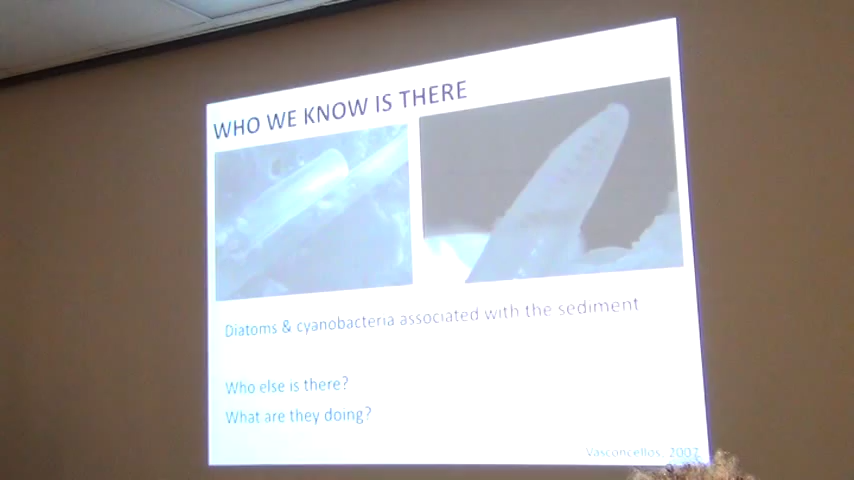 WHO WE KNOW IS THERE
Diatoms & cyanobacteria associated with the sediment
Who else is there?
What are they doing?
Vasconcellos, 2007